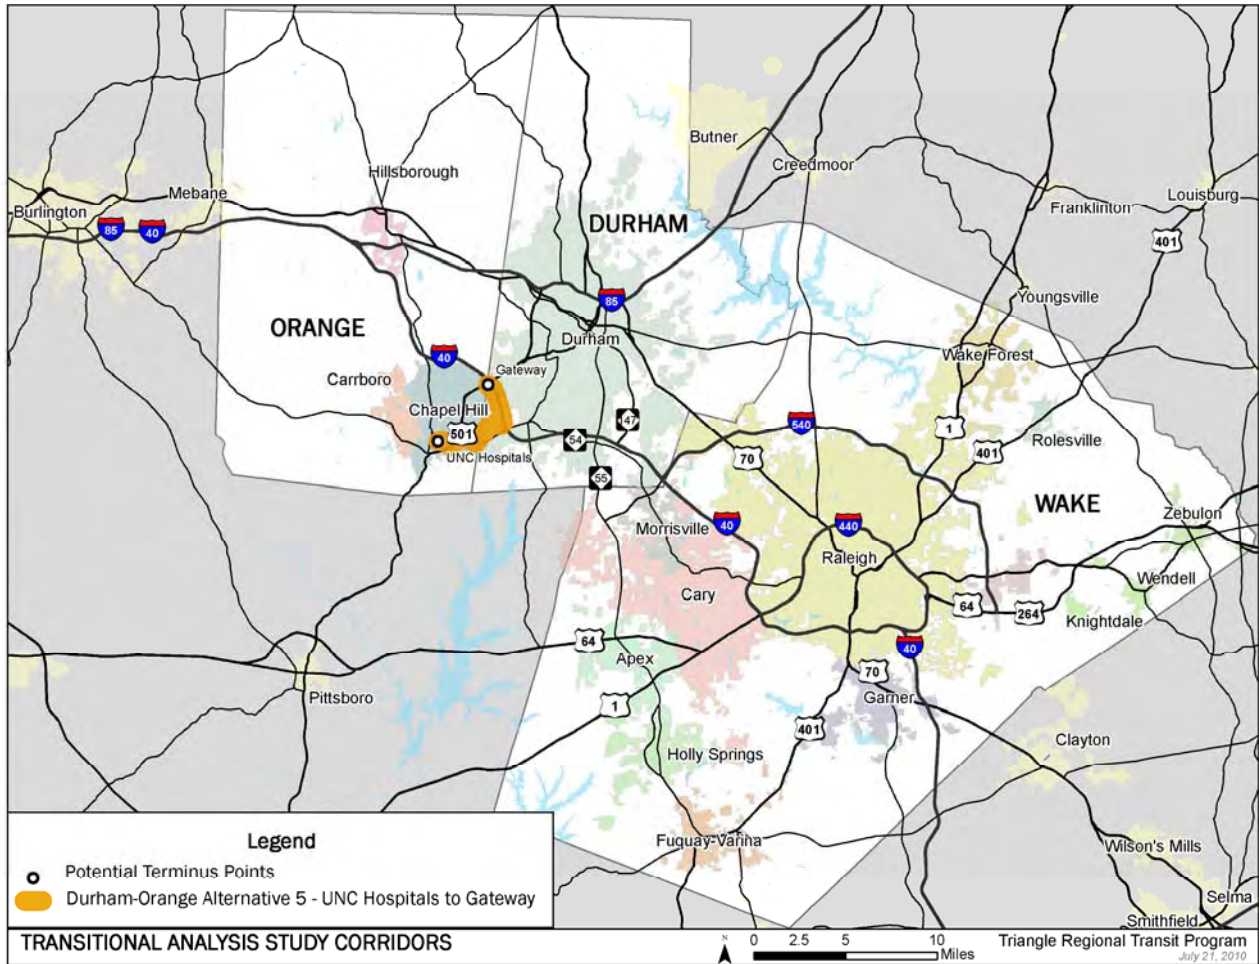 Butner
Creedmoor
Hillsborough
Mebane
Burlington
Louisburg
Franklinton
DURHAM
85
40
401
Youngsville
85
ORANGE
Durham
Wake Forest
40
Gateway
Carrboro
Chapel Hill
501
47
540
1
Rolesville
UNC Hospitals
54
70
401
55
WAKE
Zebulon
Morrisville
40
440
Raleigh
Wendell
Cary
64
264
Knightdale
64
Apex
40
70
Garner
Pittsboro
1
401
Clayton
Holly Springs
Fuquay-Varina
Wilson's Mills
Selma
Smithfield
Legend
Potential Terminus Points
Durham-Orange Alternative 5 - UNC Hospitals to Gateway
TRANSITIONAL ANALYSIS STUDY CORRIDORS
N
0 2.5 5 10
Miles
Triangle Regional Transit Program
July 21, 2010